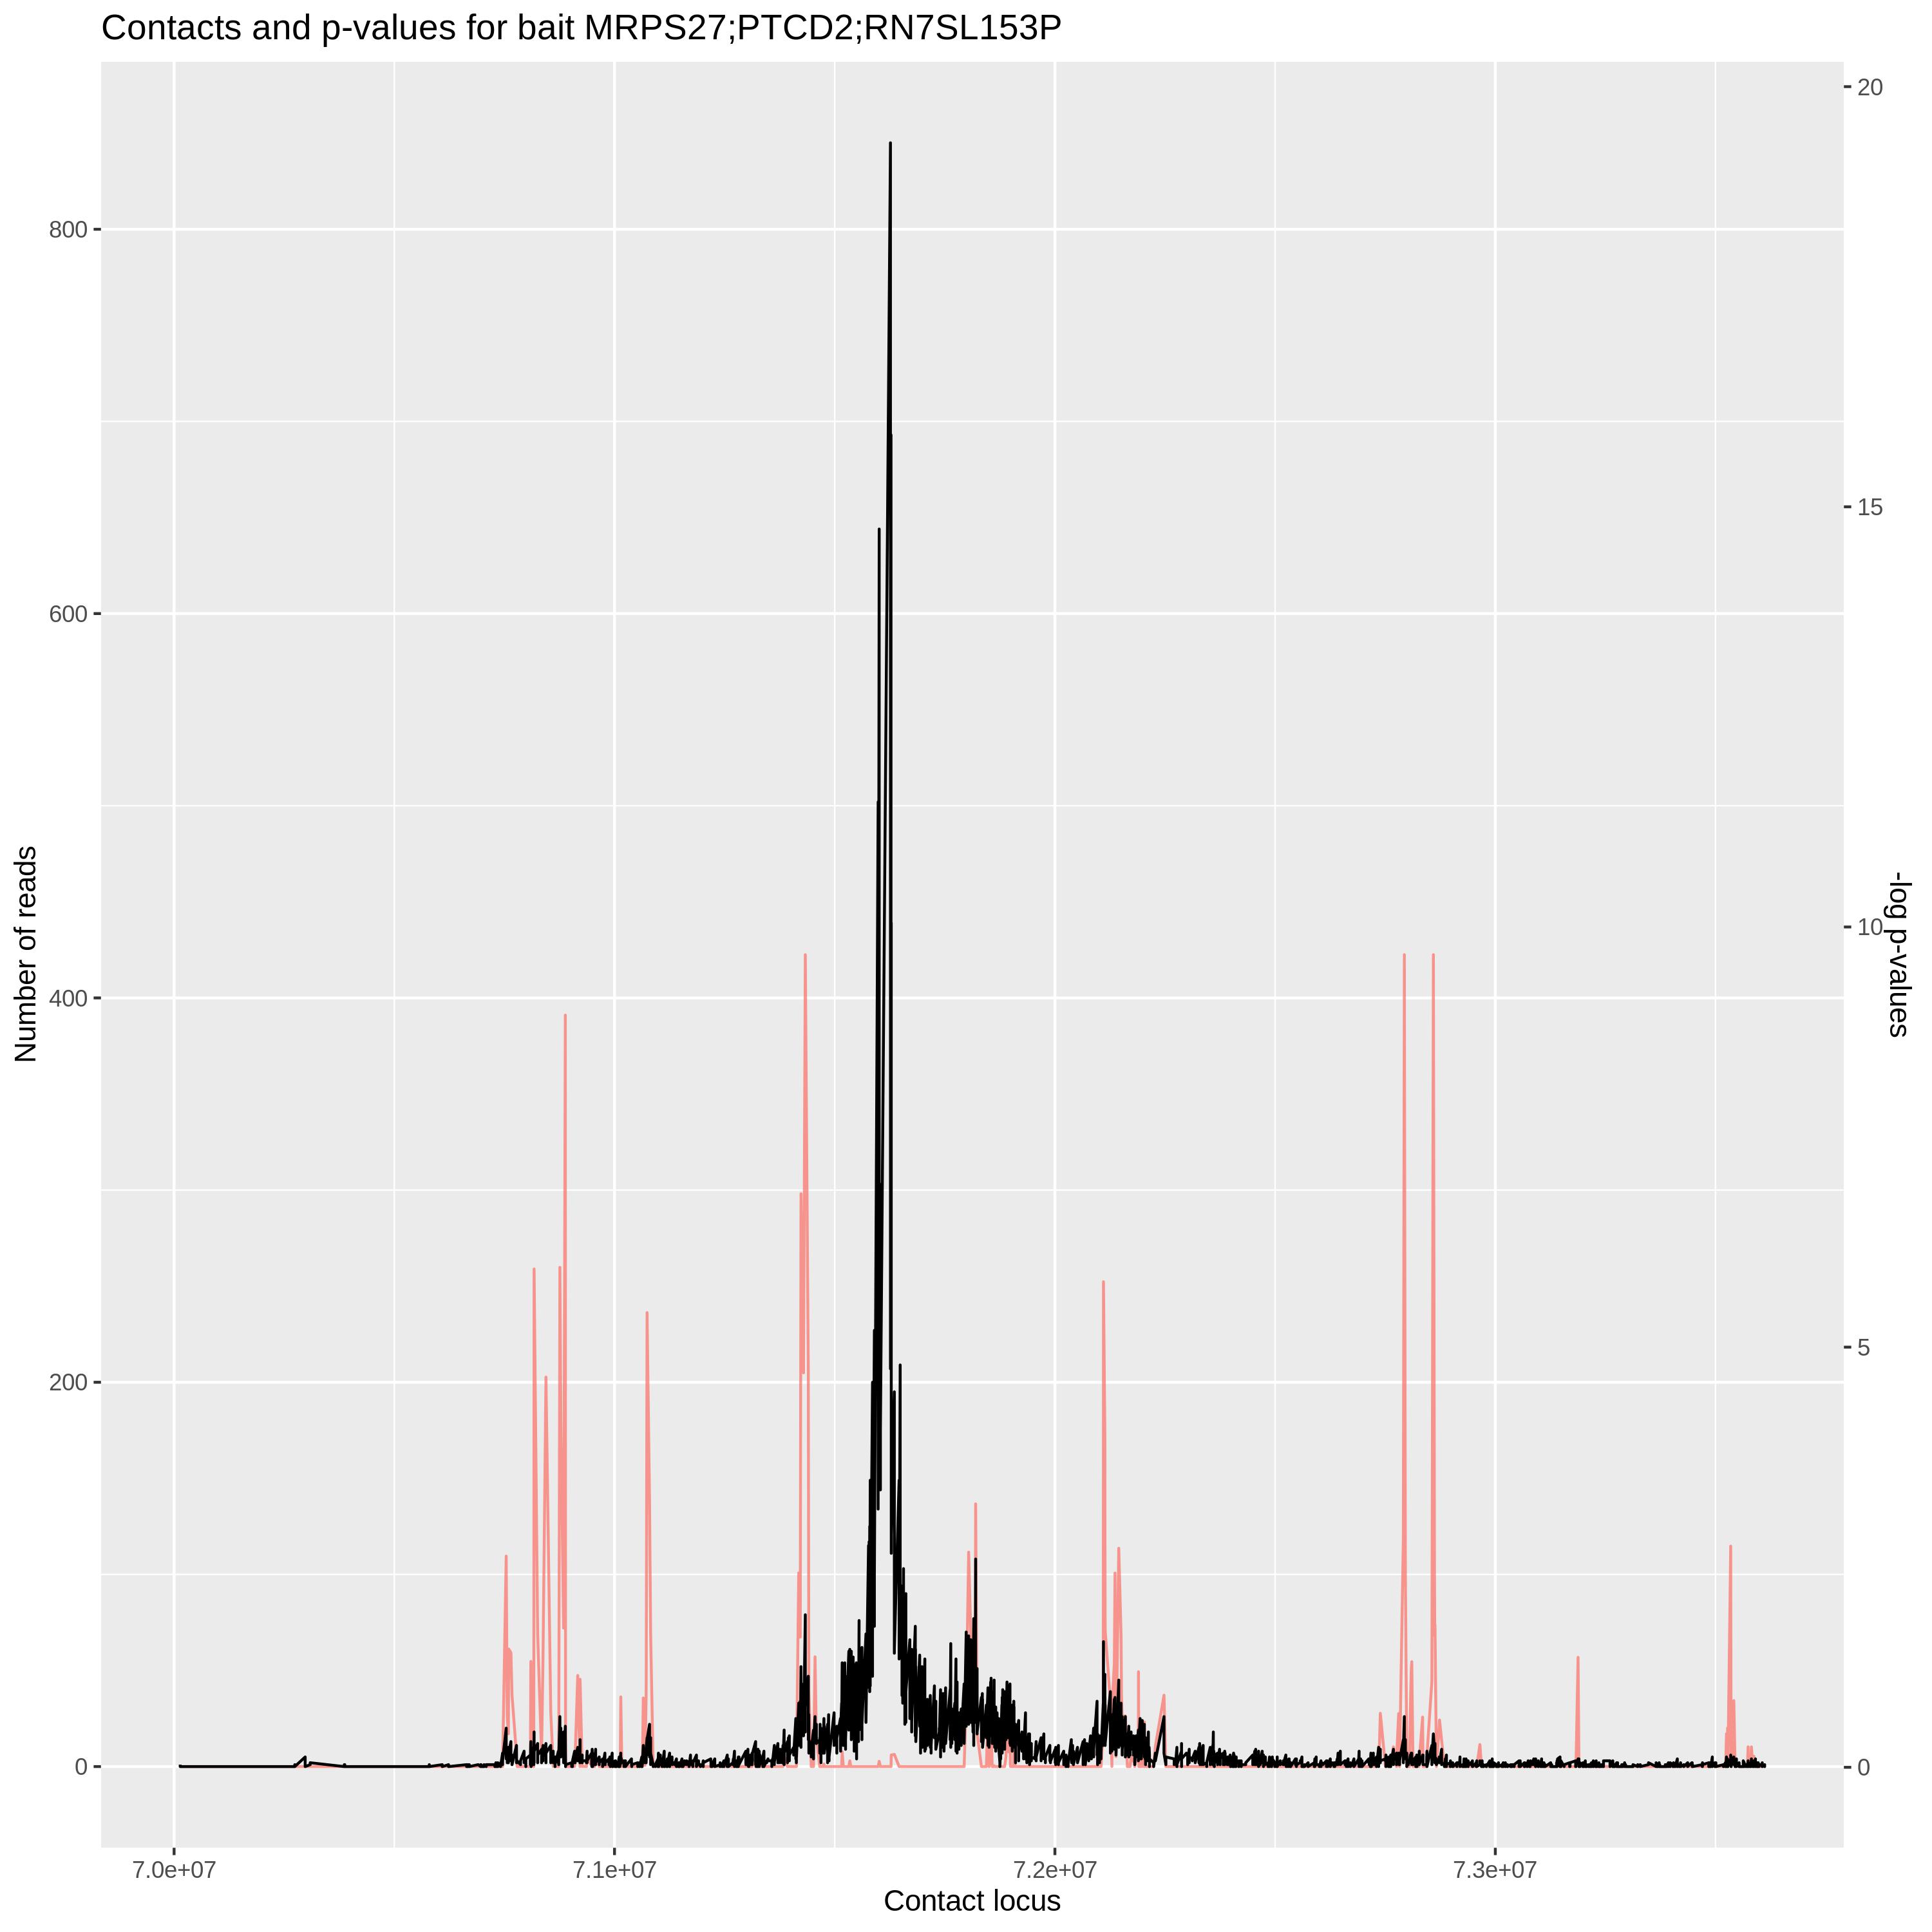 Contacts and p-values for bait MRPS27;PTCD2;RN7SL153P
Number of reads
800
600
400
200
0
20
15
10
5
0
-log p-values
7.0e+07
7.1e+07
7.2e+07
7.3e+07
Contact locus